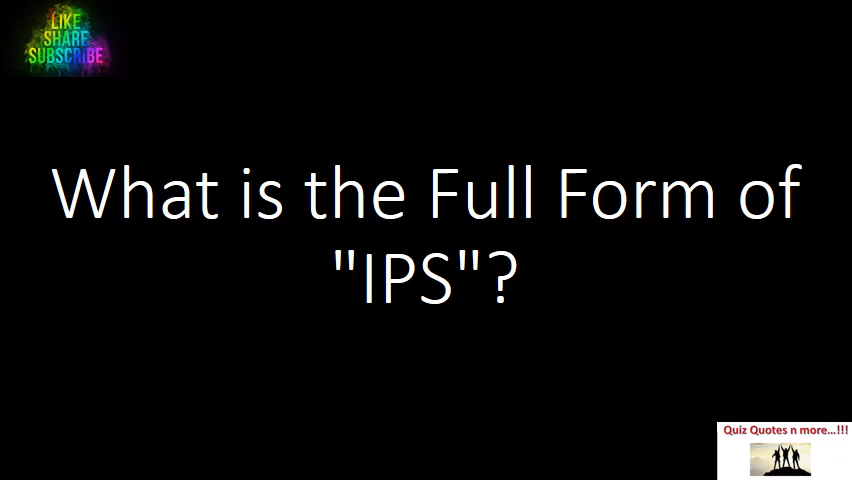 LIKE
SHARE
SUBSCRIBE
What is the Full Form of
"IPS"?
Quiz Quotes n more...!!!